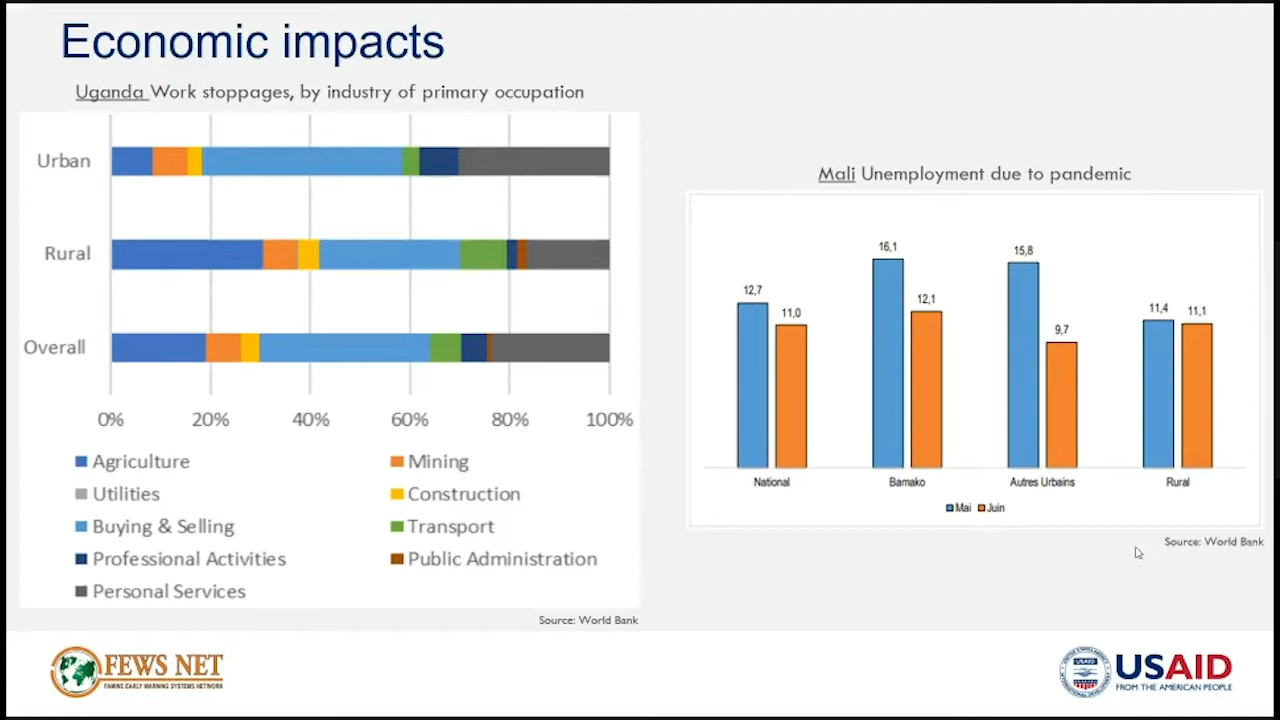 Economic impacts
Uganda Work stoppages, by industry of primary occupation
Urban
Rural
Overall
0% 20% 40% 60% 80% 100%
Agriculture Mining
Utilities Construction
Buying & Selling Transport
Professional Activities Public Administration
Personal Services
Source: World Bank
Mali Unemployment due to pandemic
12,7 11,0 16,1 12,1 15,8 9,7 11,4 11,1
National Bamako Autres Urbains Rural
Mai Juin
Source: World Bank
FEWS NET
FAMINE EARLY WARNING SYSTEMS NETWORK
USAID
USAID
FROM THE AMERICAN PEOPLE